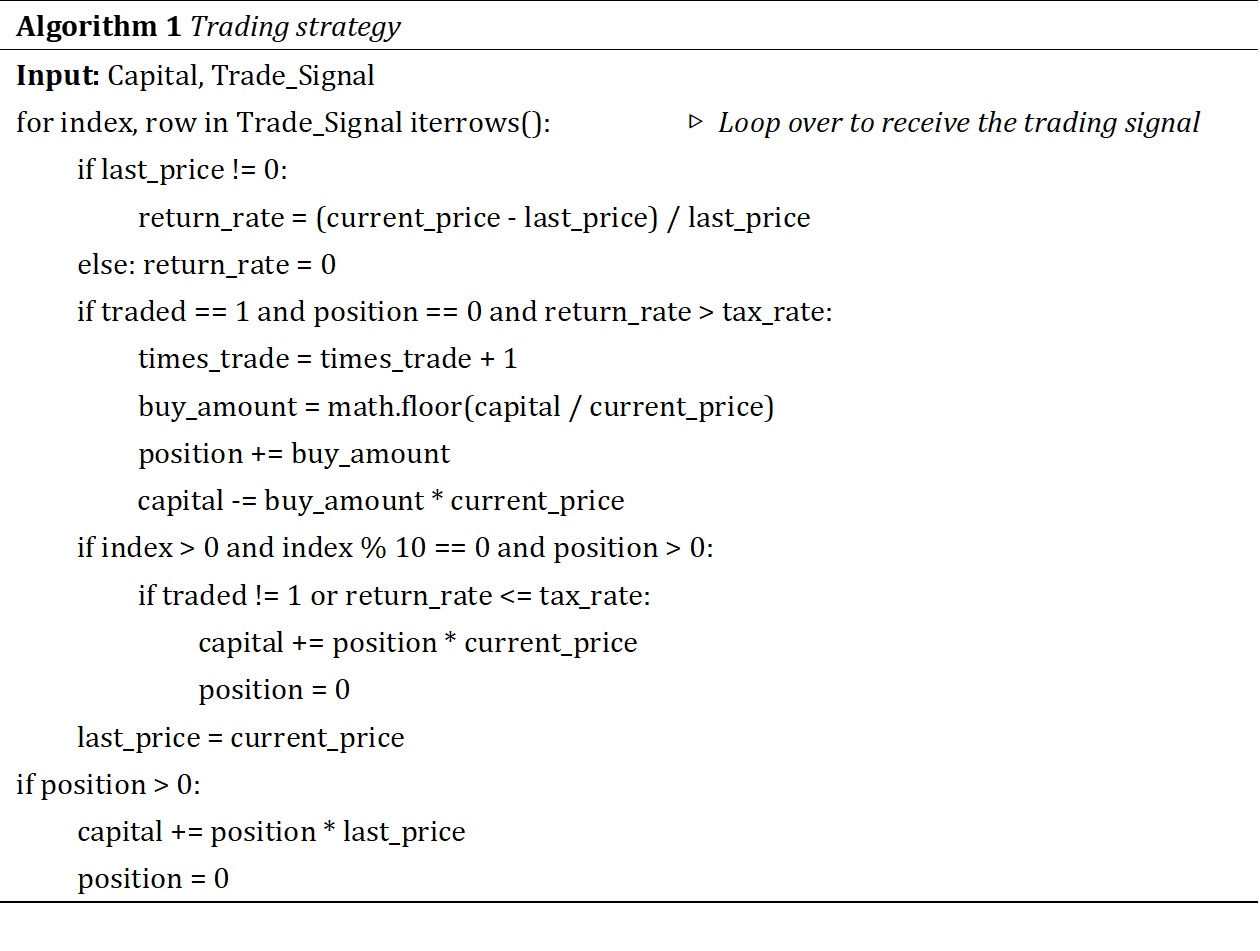 Algorithm 1 Trading strategy
Input: Capital, Trade_Signal
for index, row in Trade_Signal iterrows(): ▷ Loop over to receive the trading signal
if last_price != 0:
return_rate = (current_price - last_price) / last_price
else: return_rate = 0
if traded == 1 and position == 0 and return_rate > tax_rate:
times_trade = times_trade + 1
buy_amount = math.floor(capital / current_price)
position += buy_amount
capital -= buy_amount * current_price
if index > 0 and index % 10 == 0 and position > 0:
if traded != 1 or return_rate <= tax_rate:
capital += position * current_price
position = 0
last_price = current_price
if position > 0:
capital += position * last_price
position = 0